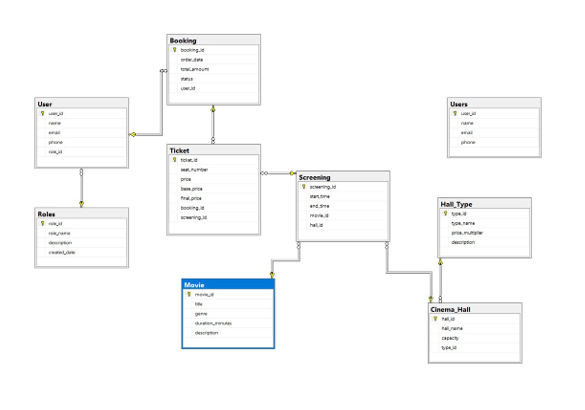 Booking
booking_id
order_date
total_amount
status
user_id
User
user_id
name
email
phone
role_id
Users
user_id
name
email
phone
Ticket
ticket_id
seat_number
price
base_price
final_price
booking_id
screening_id
Screening
screening_id
start_time
end_time
movie_id
hall_id
Roles
role_id
role_name
description
created_date
Hall_Type
type_id
type_name
price_multiplier
description
Movie
movie_id
title
genre
duration_minutes
description
Cinema_Hall
hall_id
hall_name
capacity
type_id